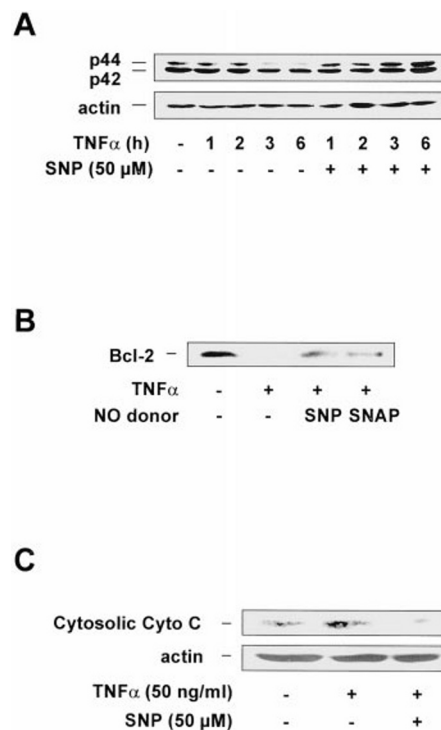 A
p44 –
p42 –
actin –
TNFα (h) - 1 2 3 6 1 2 3 6
SNP (50 µM) - - - - - + + + +
B
Bcl-2 –
TNFα - + + +
NO donor - - SNP SNAP
C
Cytosolic Cyto C –
actin –
TNFα (50 ng/ml) - + +
SNP (50 µM) - - +